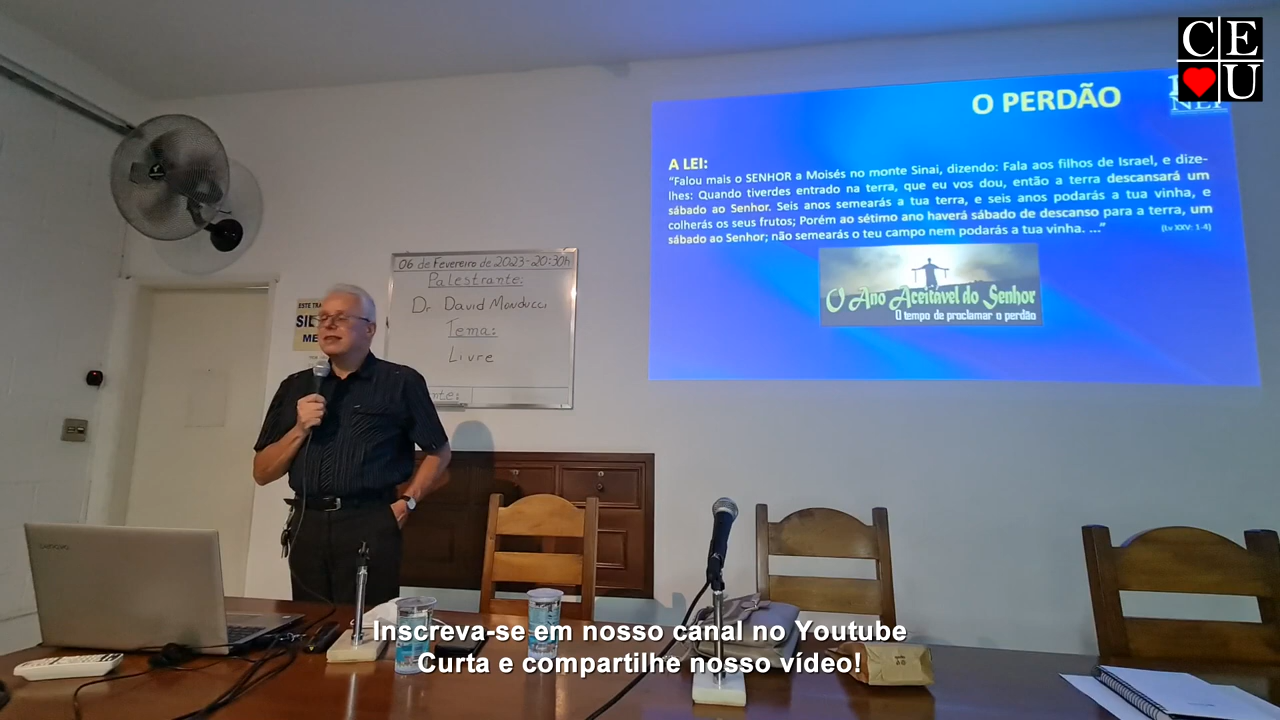 C E
U
O PERDÃO
A LEI:
"Falou mais o SENHOR a Moisés no monte Sinai, dizendo: Fala aos filhos de Israel, e dize-
lhes: Quando tiverdes entrado na terra, que eu vos dou, então a terra descansará um
sábado ao Senhor. Seis anos semearás a tua terra, e seis anos podarás a tua vinha, e
colherás os seus frutos; Porém ao sétimo ano haverá sábado de descanso para a terra, um
sábado ao Senhor; não semearás o teu campo nem podarás a tua vinha. ..." (Lv XXV: 1-4)
O Ano Aceitável do Senhor
O tempo de proclamar o perdão
06 de Fevereiro de 2023-20:30h
Palestrante:
Dr David Monducci
Tema:
Livre
Inscreva-se em nosso canal no Youtube
Curta e compartilhe nosso vídeo!